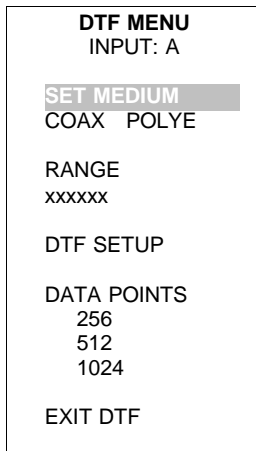 DTF MENU
INPUT: A
SET MEDIUM
COAX POLYE
RANGE
xxxxxx
DTF SETUP
DATA POINTS
256
512
1024
EXIT DTF